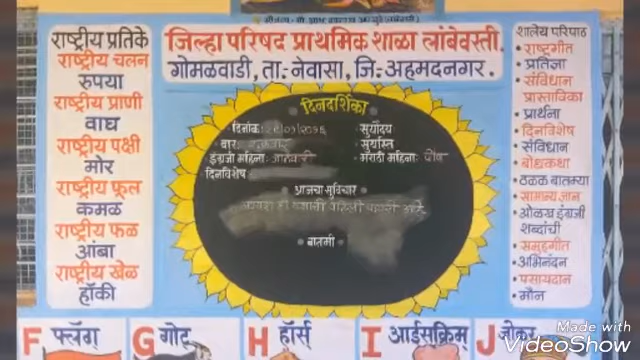 राष्ट्रीय प्रतिके
राष्ट्रीय चलन
रुपया
राष्ट्रीय प्राणी
वाघ
राष्ट्रीय पक्षी
मोर
राष्ट्रीय फूल
कमळ
राष्ट्रीय फळ
आंबा
राष्ट्रीय खेळ
हॉकी
जिल्हा परिषद प्राथमिक शाळा लांबेवस्ती.
गोमळवाडी, ता.-नेवासा, जि.-अहमदनगर.
दिनदर्शिका
दिनांक:
वार:
इंग्रजी महिना: जानेवारी
दिनविशेष
सुर्योदय
सुर्यास्त
मराठी महिना: पौष
आजचा सुविचार
बातमी
शालेय परिपाठ
राष्ट्रगीत
प्रतिज्ञा
संविधान
प्रास्ताविका
प्रार्थना
दिनविशेष
संविधान
बोधकथा
ठळक बातम्या
सामान्य ज्ञान
ओळख इंग्रजी
शब्दांची
समुहगीत
अभिनंदन
पसायदान
मौन
F फ्लॅग
G गोट
H हॉर्स
I आईसक्रिम
J जोकर
Made with
VideoShow